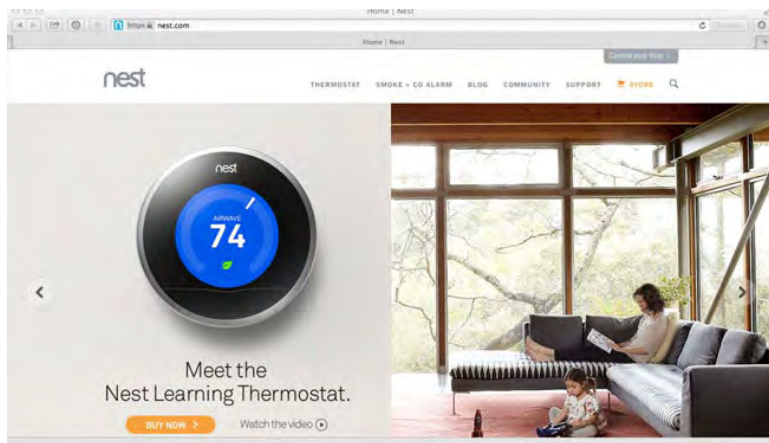 Home | Nest
nest.com
Home | Nest
Control your Nest >
nest
THERMOSTAT SMOKE + CO ALARM BLOG COMMUNITY SUPPORT STORE
nest
AIRWAVE
74
Meet the
Nest Learning Thermostat.
BUY NOW > Watch the video